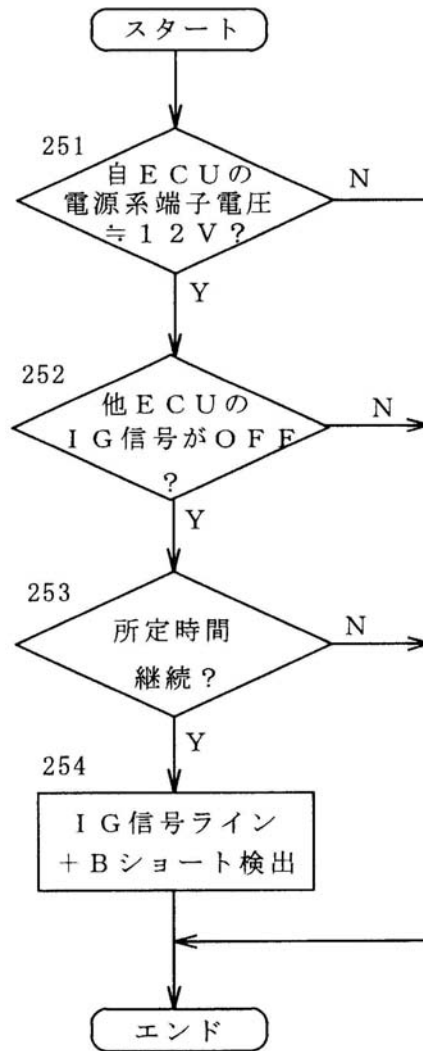 スタート
251
自ECUの
電源系端子電圧
≒12V?
N
Y
252
他ECUの
IG信号がOFF
?
N
Y
253
所定時間
継続?
N
Y
254
IG信号ライン
+Bショート検出
エンド